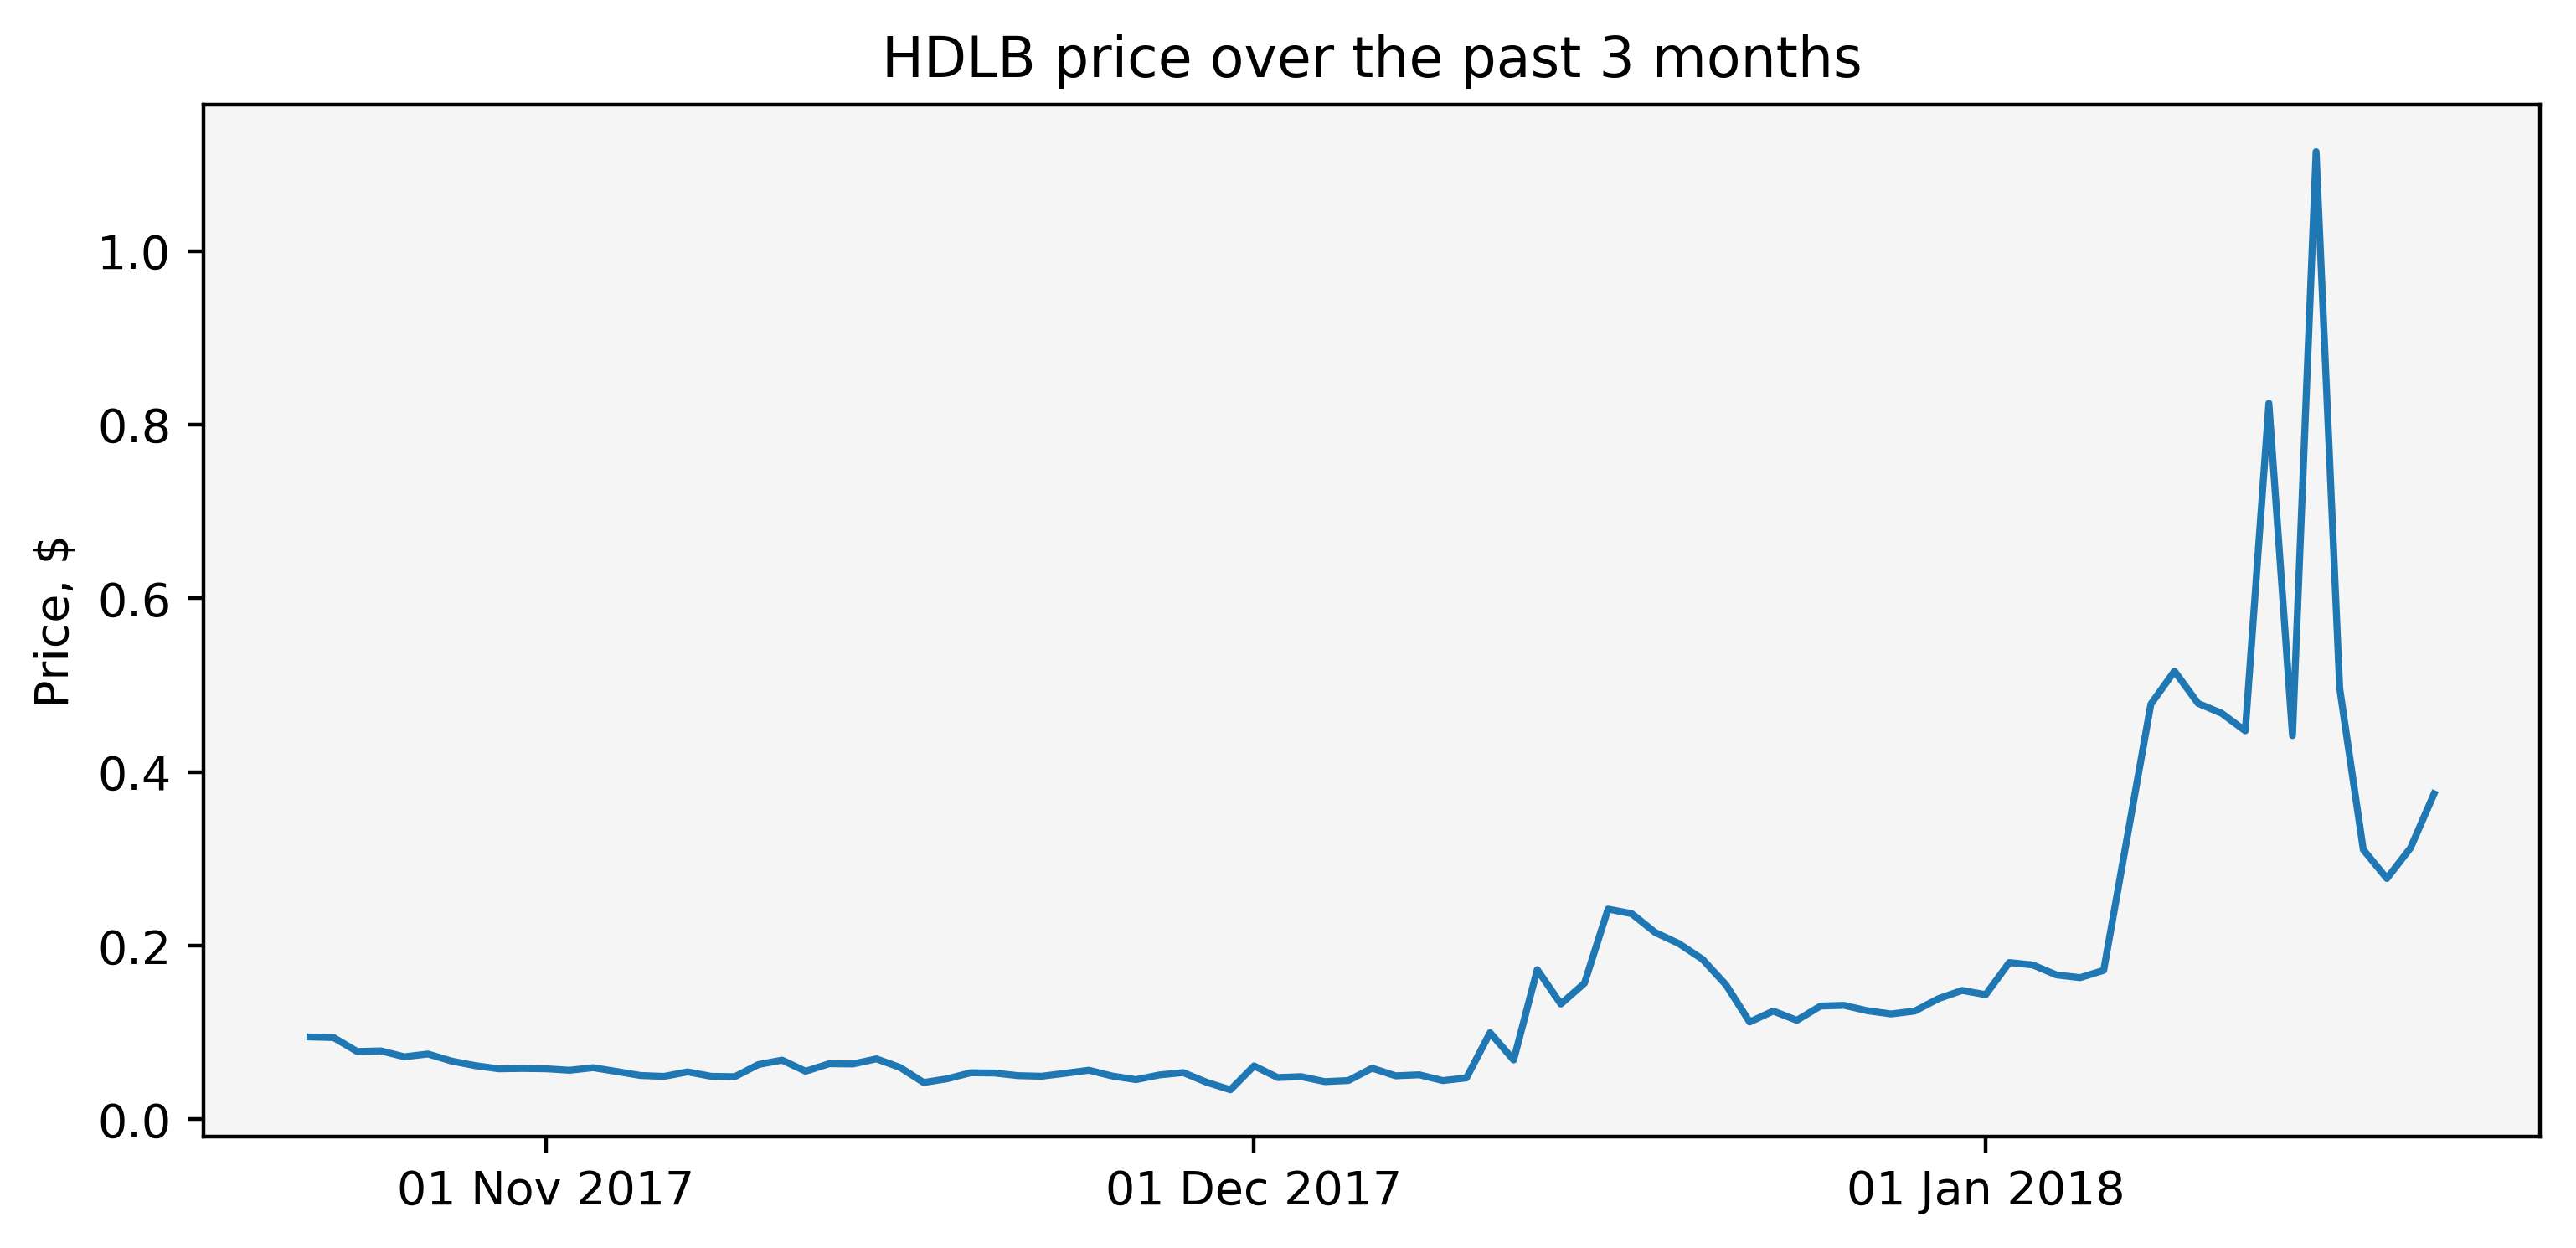 HDLB price over the past 3 months
Price, $
1.0
0.8
0.6
0.4
0.2
0.0
01 Nov 2017
01 Dec 2017
01 Jan 2018